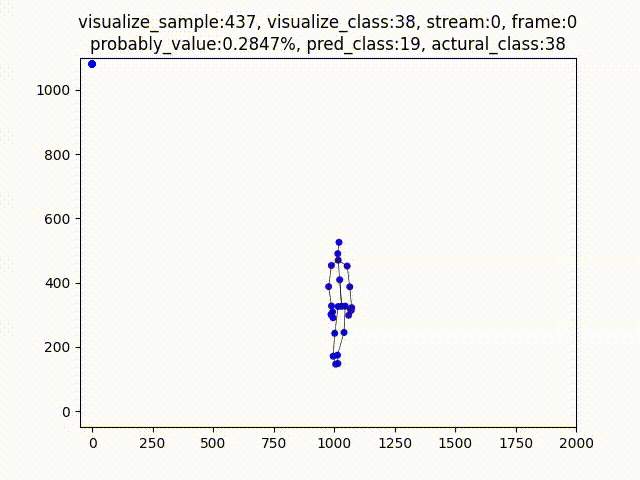 visualize_sample:437, visualize_class:38, stream:0, frame:0
probably_value:0.2847%, pred_class:19, actural_class:38
1000
800
600
400
200
0
0 250 500 750 1000 1250 1500 1750 2000